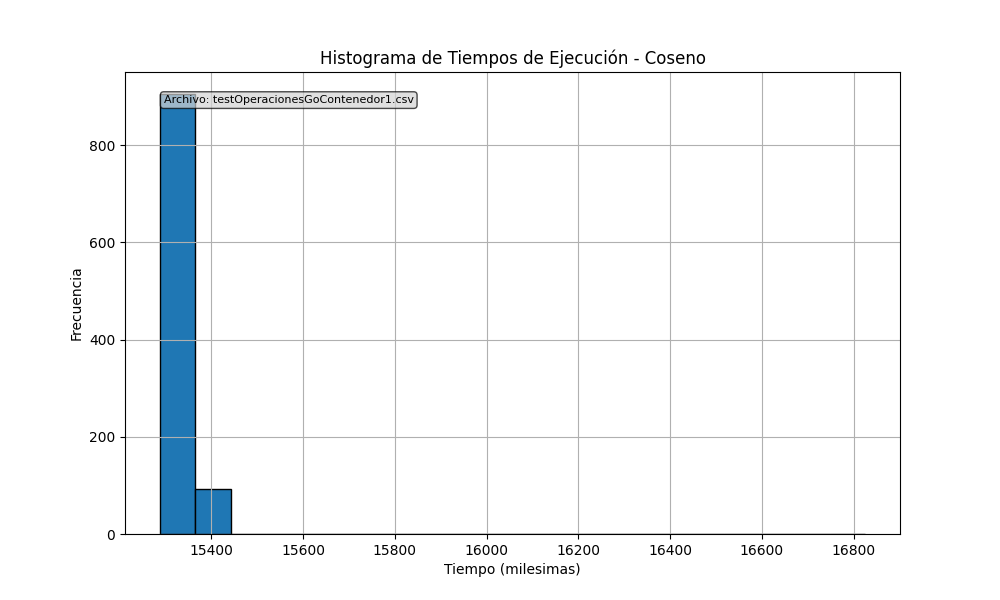 Histograma de Tiempos de Ejecución - Coseno
Archivo: testOperacionesGoContenedor1.csv
800
600
400
200
0
Frecuencia
15400 15600 15800 16000 16200 16400 16600 16800
Tiempo (milesimas)